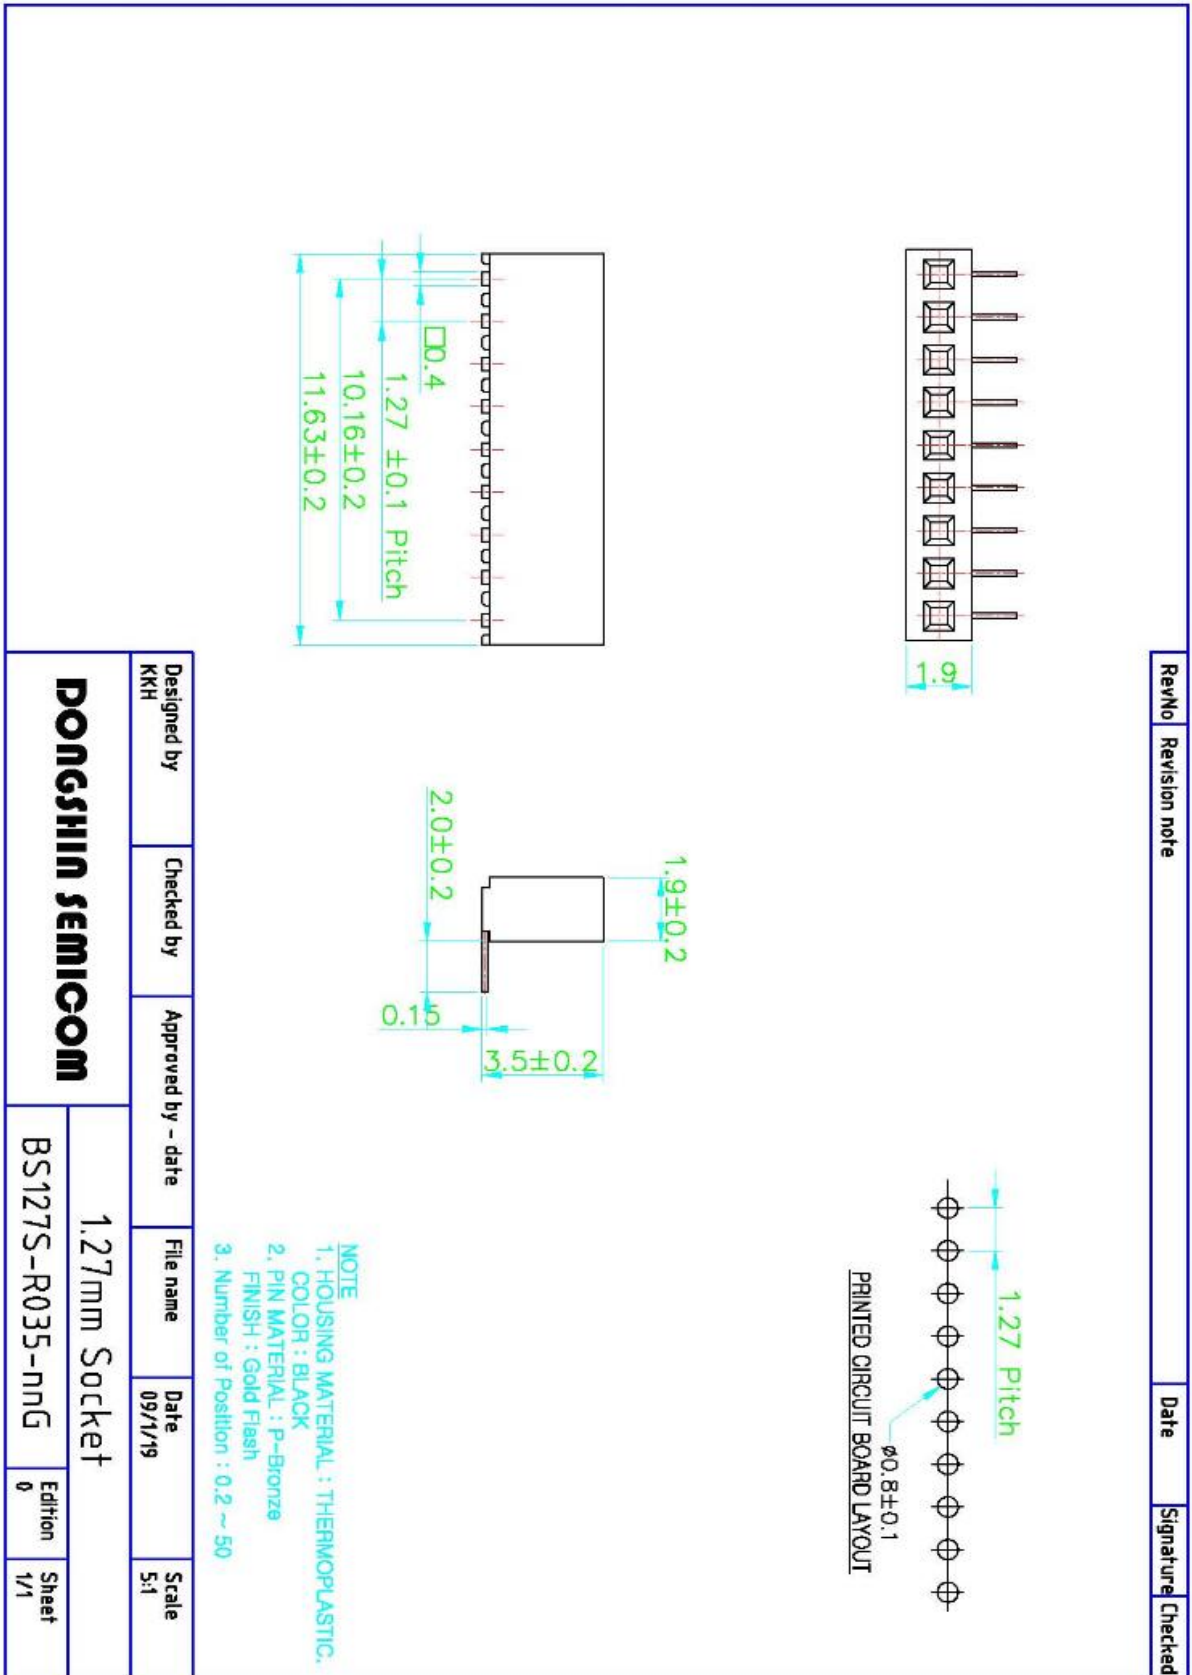 RevNo
Revision note
Date
Signature
Checked
1.9
1.27 Pitch
Ø0.8±0.1
PRINTED CIRCUIT BOARD LAYOUT
1.9±0.2
2.0±0.2
0.15
3.5±0.2
□0.4
1.27 ±0.1 Pitch
10.16±0.2
11.63±0.2
NOTE
1. HOUSING MATERIAL : THERMOPLASTIC.
COLOR : BLACK
2. PIN MATERIAL : P-Bronze
FINISH : Gold Flash
3. Number of Position : 0.2 ~ 50
Designed by
KKH
Checked by
Approved by - date
File name
Date
09/1/19
Scale
5:1
DONGSHIN SEMICOM
1.27mm Socket
BS127S-R035-nnG
Edition
0
Sheet
1/1